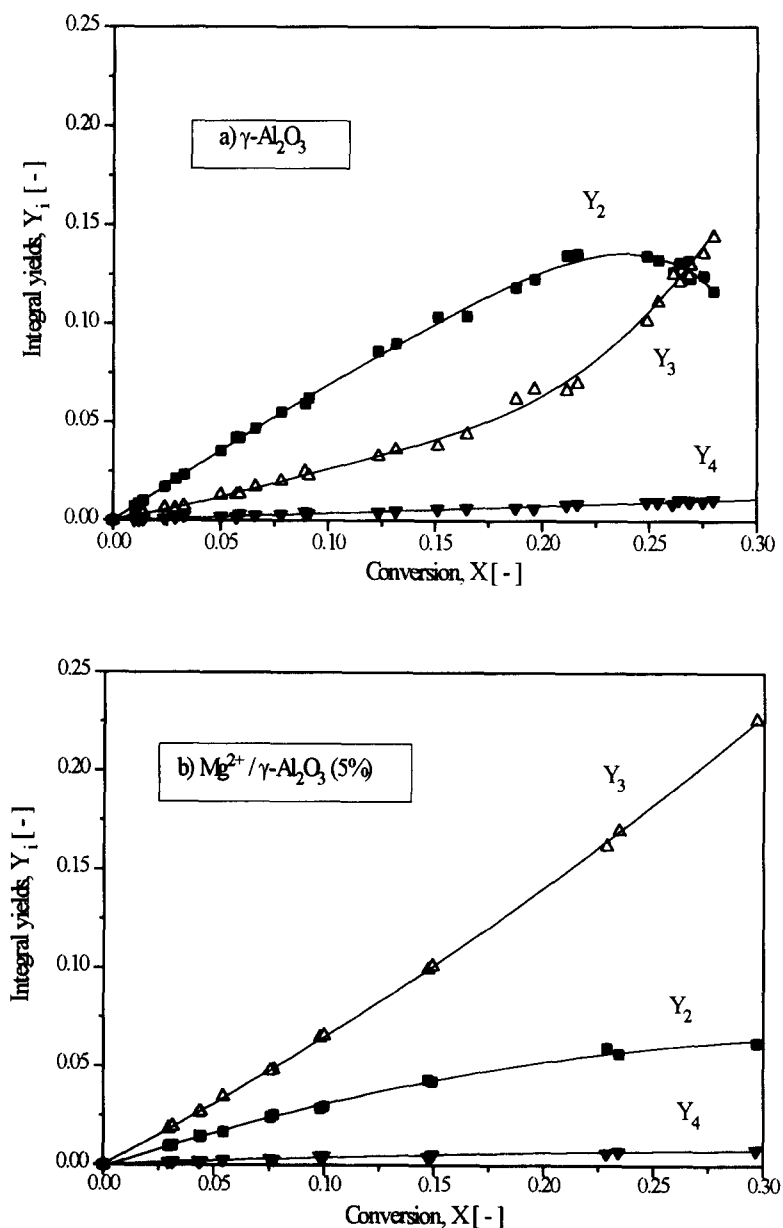 0.25
0.20
0.15
0.10
0.05
0.00
Integral yields, Y i [ - ]
a) γ-Al2O3
Y2
Y3
Y4
0.00 0.05 0.10 0.15 0.20 0.25 0.30
Conversion, X [ - ]
0.25
0.20
0.15
0.10
0.05
0.00
Integral yields, Y i [ - ]
b) Mg2+ / γ-Al2O3 (5%)
Y3
Y2
Y4
0.00 0.05 0.10 0.15 0.20 0.25 0.30
Conversion, X [ - ]